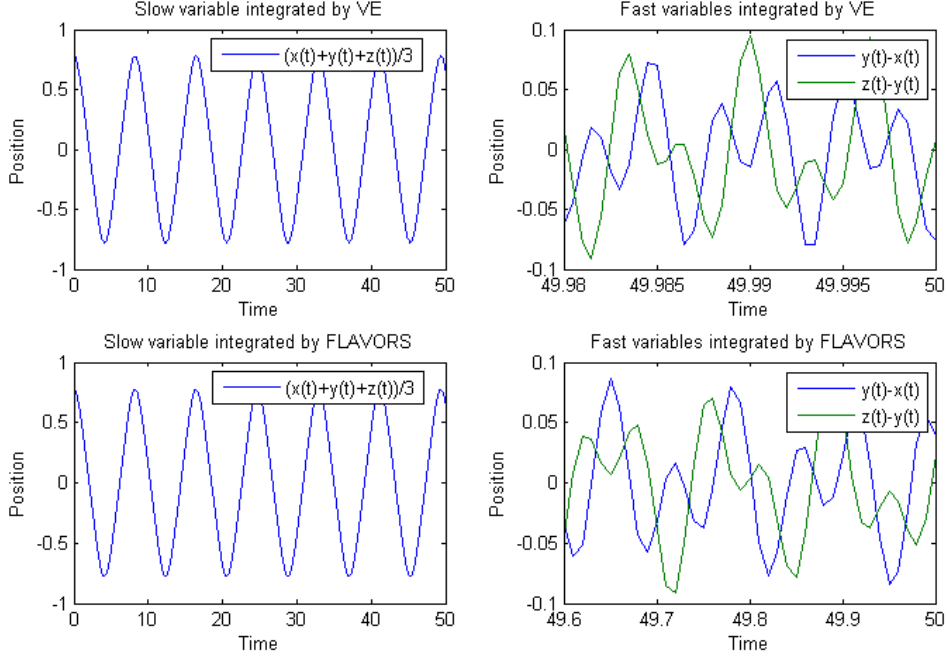 Slow variable integrated by VE
1
0.5
0
-0.5
-1
Position
0 10 20 30 40 50
Time
(x(t)+y(t)+z(t))/3
Fast variables integrated by VE
0.1
0.05
0
-0.05
-0.1
Position
49.98 49.985 49.99 49.995 50
Time
y(t)-x(t)
z(t)-y(t)
Slow variable integrated by FLAVORS
1
0.5
0
-0.5
-1
Position
0 10 20 30 40 50
Time
(x(t)+y(t)+z(t))/3
Fast variables integrated by FLAVORS
0.1
0.05
0
-0.05
-0.1
Position
49.6 49.7 49.8 49.9 50
Time
y(t)-x(t)
z(t)-y(t)